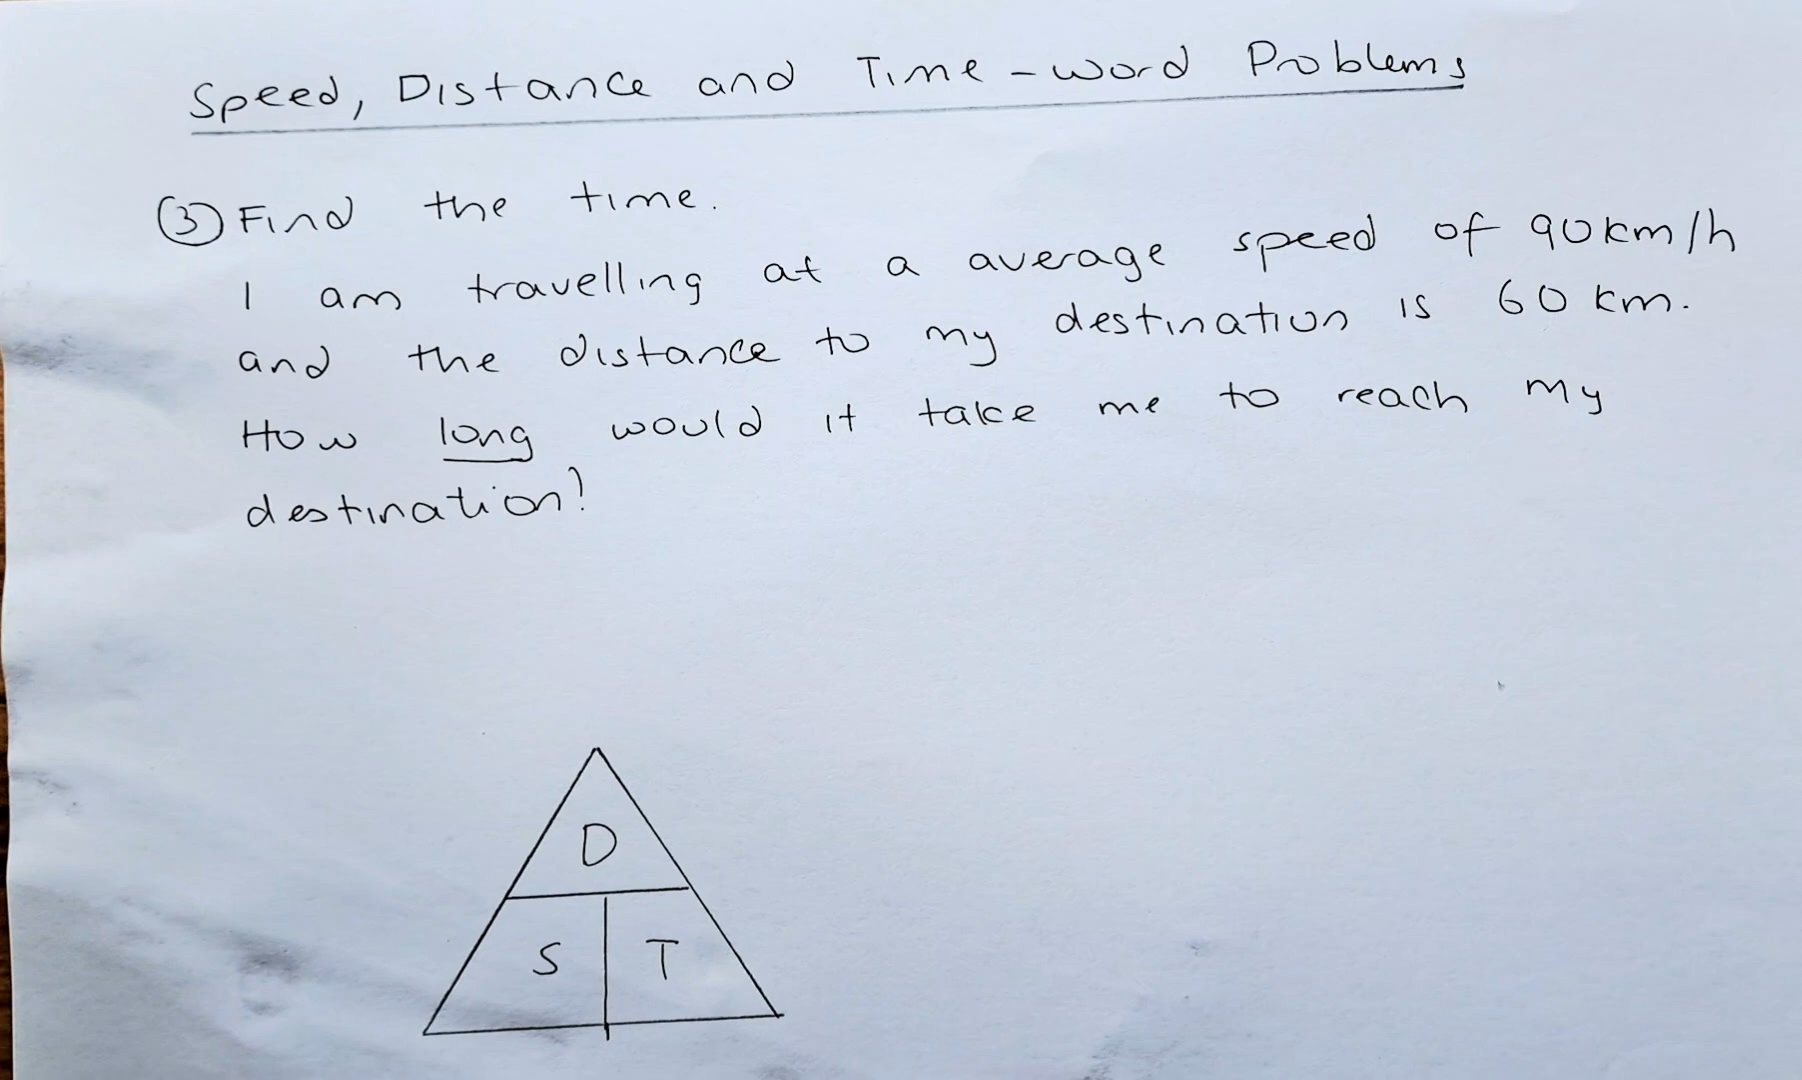 Speed, Distance and Time - word Problems
③ Find the time.
I am travelling at a average speed of 90km/h
and the distance to my destination is 60 km.
How long would it take me to reach my
destination?
D
S T